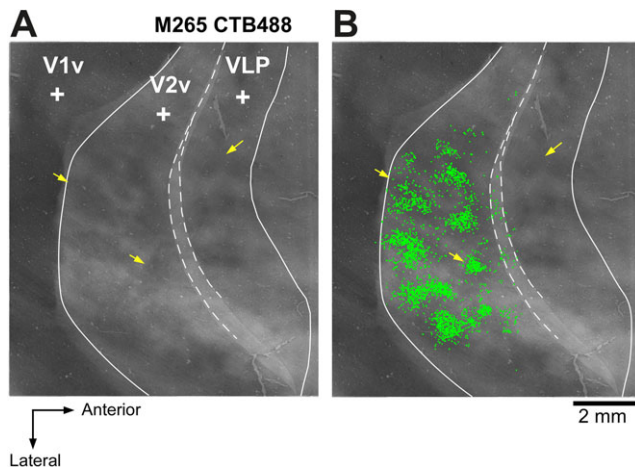 A
M265 CTB488
B
V1v
V2v
VLP
Anterior
Lateral
2 mm